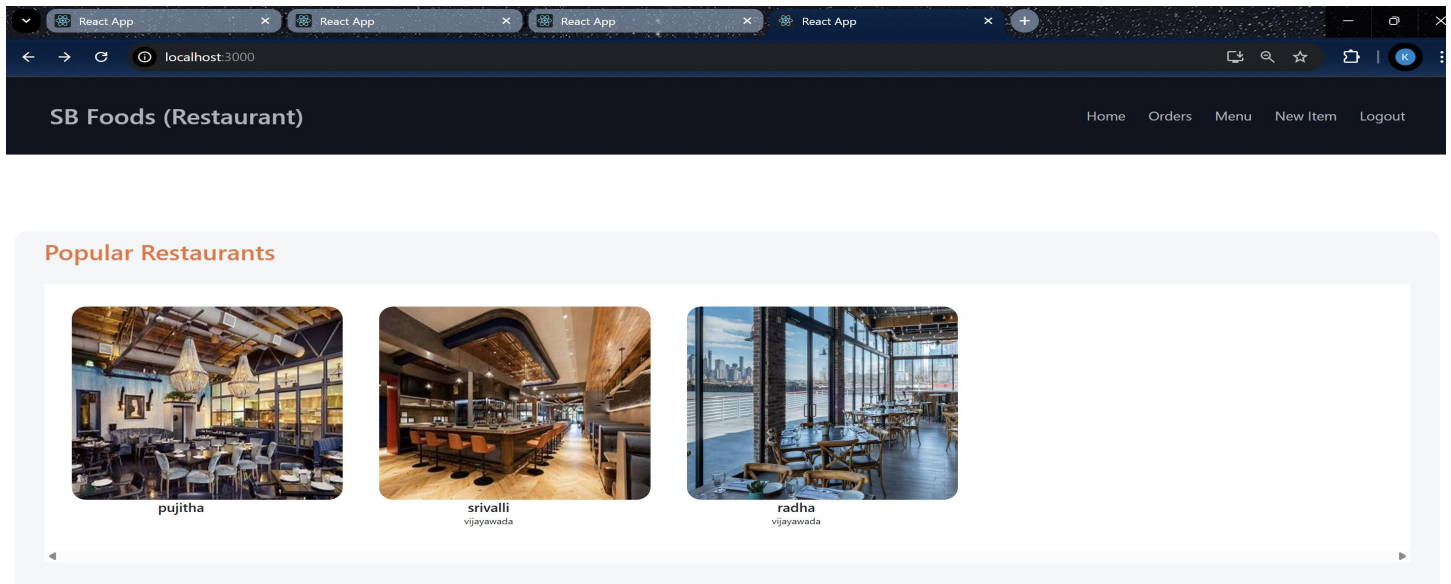 React App React App React App React App
localhost:3000
K
SB Foods (Restaurant) Home Orders Menu New Item Logout
Popular Restaurants
pujitha
srivalli
vijayawada
radha
vijayawada